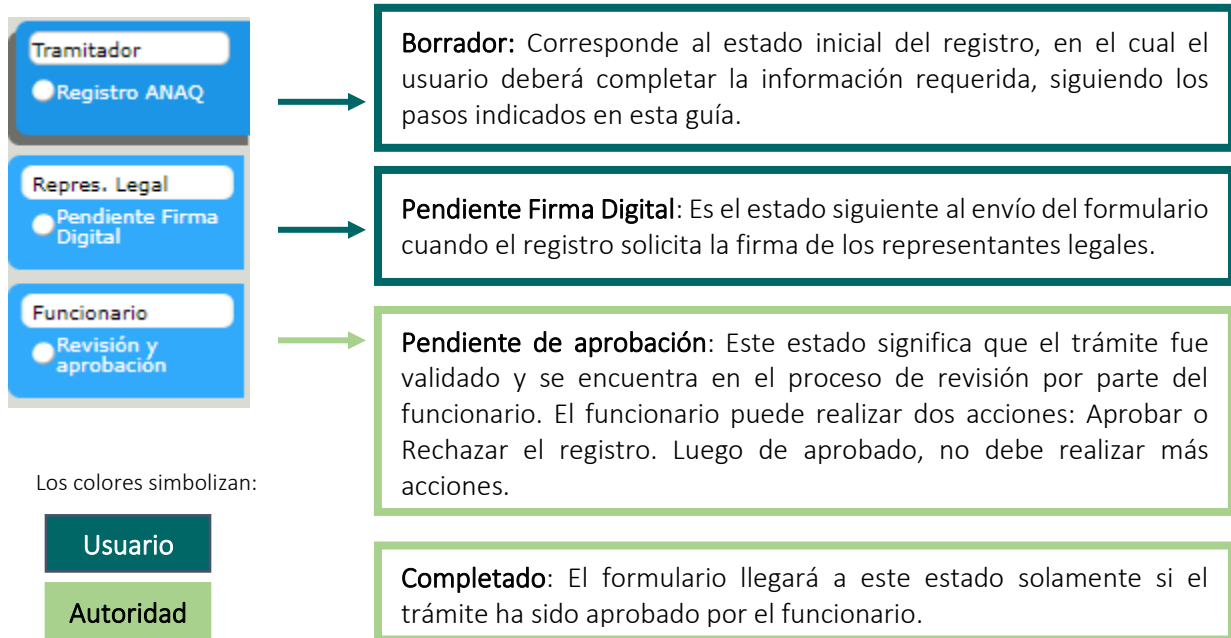 Tramitador
Registro ANAQ
Borrador: Corresponde al estado inicial del registro, en el cual el
usuario deberá completar la información requerida, siguiendo los
pasos indicados en esta guía.
Repres. Legal
Pendiente Firma
Digital
Pendiente Firma Digital: Es el estado siguiente al envío del formulario
cuando el registro solicita la firma de los representantes legales.
Funcionario
Revisión y
aprobación
Pendiente de aprobación: Este estado significa que el trámite fue
validado y se encuentra en el proceso de revisión por parte del
funcionario. El funcionario puede realizar dos acciones: Aprobar o
Rechazar el registro. Luego de aprobado, no debe realizar más
acciones.
Los colores simbolizan:
Usuario
Autoridad
Completado: El formulario llegará a este estado solamente si el
trámite ha sido aprobado por el funcionario.